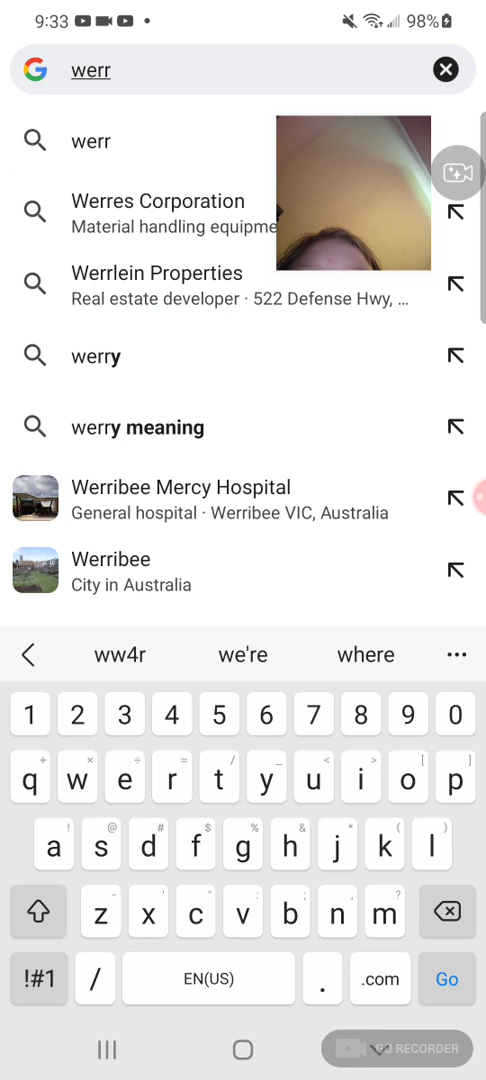 9:33 98%
werr
werr
Werres Corporation
Material handling equipme
Werrlein Properties
Real estate developer · 522 Defense Hwy, ...
werry
werry meaning
Werribee Mercy Hospital
General hospital · Werribee VIC, Australia
Werribee
City in Australia
ww4r we're where
1 2 3 4 5 6 7 8 9 0
+ × ÷ = / _ < > [ ]
q w e r t y u i o p
! @ # $ % ^ & * ( )
a s d f g h j k l
- ' " : ; , ?
z x c v b n m
!#1 / EN(US) . .com Go
GO RECORDER